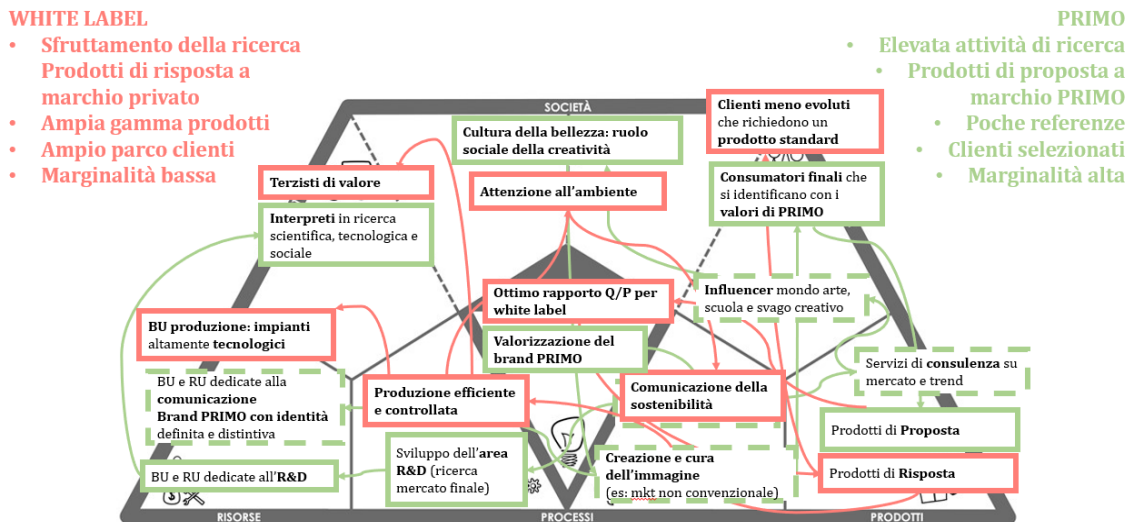 WHITE LABEL
• Sfruttamento della ricerca
Prodotti di risposta a
marchio privato
• Ampia gamma prodotti
• Ampio parco clienti
• Marginalità bassa
PRIMO
• Elevata attività di ricerca
• Prodotti di proposta a
marchio PRIMO
• Poche referenze
• Clienti selezionati
• Marginalità alta
SOCIETÀ
Cultura della bellezza: ruolo
sociale della creatività
Clienti meno evoluti
che richiedono un
prodotto standard
Terzisti di valore
Attenzione all'ambiente
Consumatori finali che
si identificano con i
valori di PRIMO
Interpreti in ricerca
scientifica, tecnologica e
sociale
Ottimo rapporto Q/P per
white label
Influencer mondo arte,
scuola e svago creativo
BU produzione: impianti
altamente tecnologici
Valorizzazione del
brand PRIMO
Servizi di consulenza su
mercato e trend
BU e RU dedicate alla
comunicazione
Brand PRIMO con identità
definita e distintiva
Produzione efficiente
e controllata
Comunicazione della
sostenibilità
Prodotti di Proposta
Sviluppo dell'area
R&D (ricerca
mercato finale)
Creazione e cura
dell'immagine
(es: mkt non convenzionale)
BU e RU dedicate all'R&D
Prodotti di Risposta
RISORSE
PROCESSI
PRODOTTI